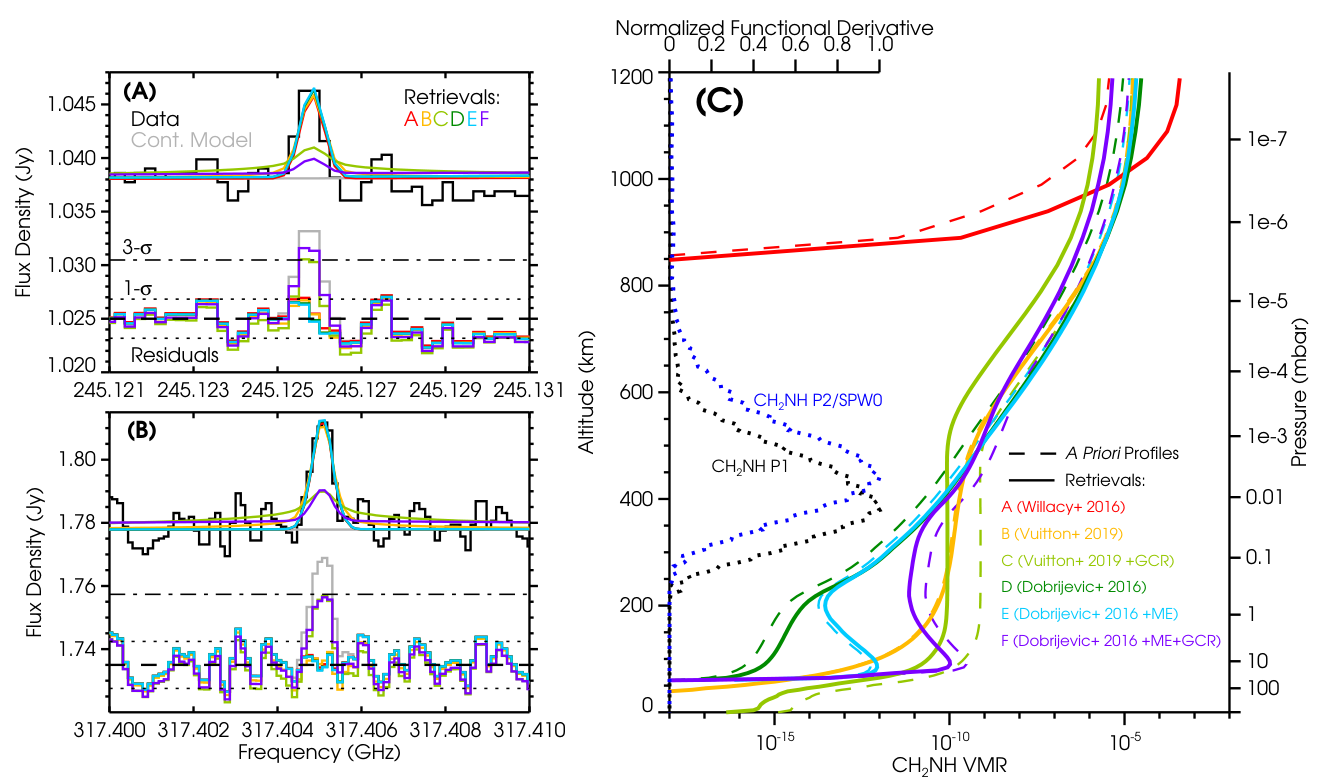 (A)
Data
Cont. Model
Retrievals:
ABCDEF
3-σ
1-σ
Residuals
Flux Density (Jy)
1.045
1.040
1.035
1.030
1.025
1.020
245.121 245.123 245.125 245.127 245.129 245.131
(B)
Flux Density (Jy)
1.80
1.78
1.76
1.74
317.400 317.402 317.404 317.406 317.408 317.410
Frequency (GHz)
Normalized Functional Derivative
0 0.2 0.4 0.6 0.8 1.0
(C)
Altitude (km)
1200
1000
800
600
400
200
0
CH₂NH P2/SPW0
CH₂NH P1
A Priori Profiles
Retrievals:
A (Willacy+ 2016)
B (Vuitton+ 2019)
C (Vuitton+ 2019 +GCR)
D (Dobrijevic+ 2016)
E (Dobrijevic+ 2016 +ME)
F (Dobrijevic+ 2016 +ME+GCR)
1e-7
1e-6
1e-5
1e-4
1e-3
0.01
0.1
1
10
100
Pressure (mbar)
10⁻¹⁵ 10⁻¹⁰ 10⁻⁵
CH₂NH VMR